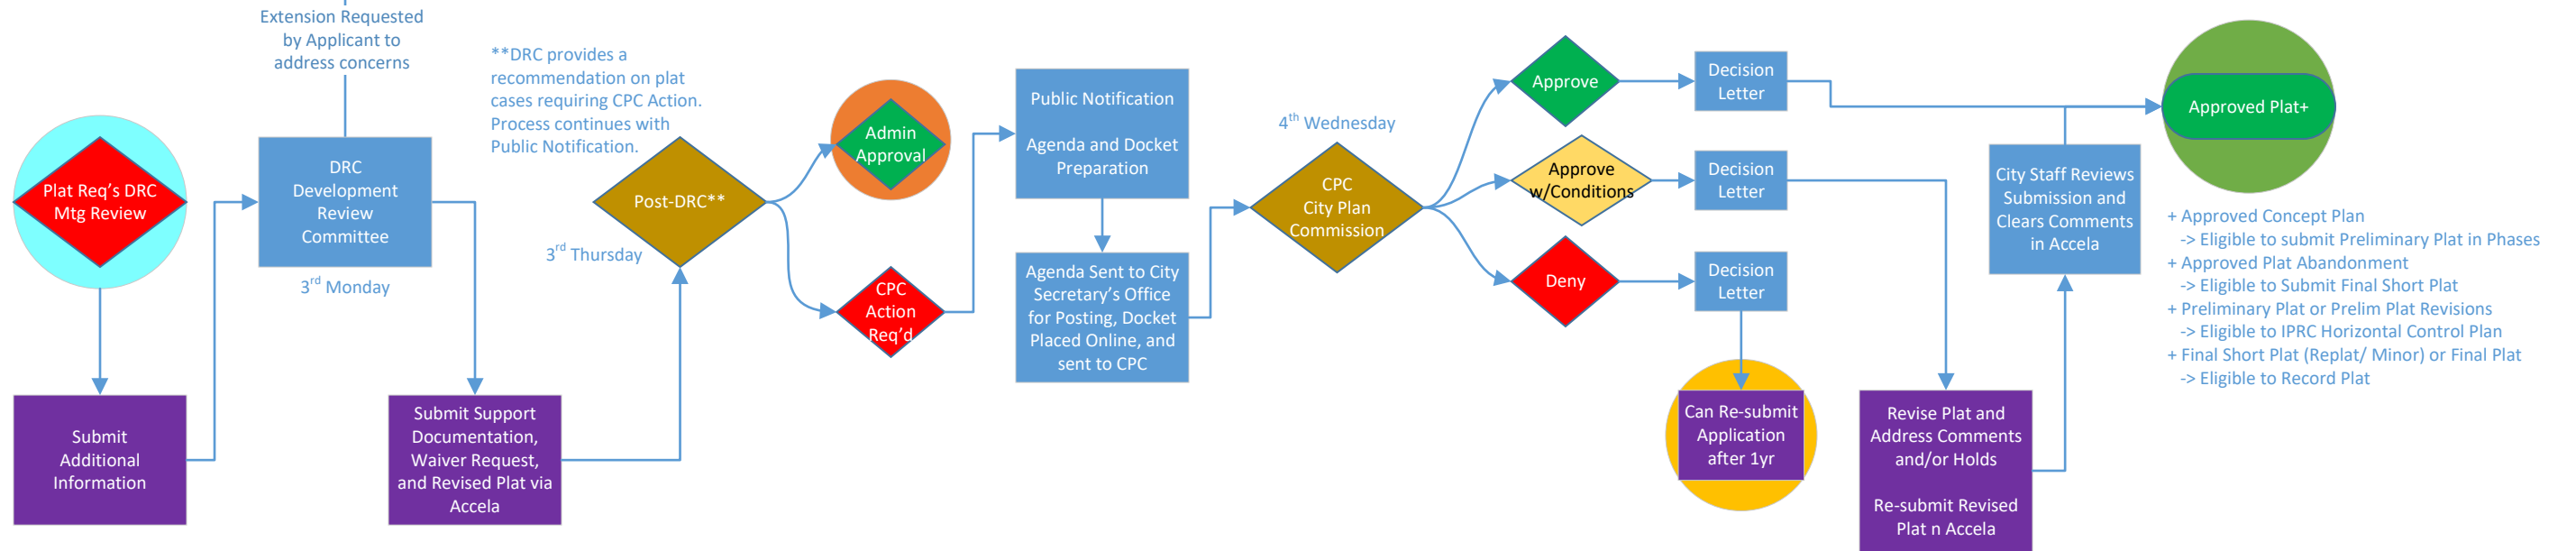 Extension Requested
by Applicant to
address concerns
Plat Req's DRC
Mtg Review
Submit
Additional
Information
DRC
Development
Review
Committee
3rd Monday
Submit Support
Documentation,
Waiver Request,
and Revised Plat via
Accela
**DRC provides a
recommendation on plat
cases requiring CPC Action.
Process continues with
Public Notification.
Post-DRC**
3rd Thursday
Admin
Approval
CPC
Action
Req'd
Public Notification
Agenda and Docket
Preparation
Agenda Sent to City
Secretary's Office
for Posting, Docket
Placed Online, and
sent to CPC
4th Wednesday
CPC
City Plan
Commission
Approve
Decision
Letter
Approve
w/Conditions
Decision
Letter
Deny
Decision
Letter
Can Re-submit
Application
after 1yr
Revise Plat and
Address Comments
and/or Holds
Re-submit Revised
Plat n Accela
City Staff Reviews
Submission and
Clears Comments
in Accela
Approved Plat+
+ Approved Concept Plan
-> Eligible to submit Preliminary Plat in Phases
+ Approved Plat Abandonment
-> Eligible to Submit Final Short Plat
+ Preliminary Plat or Prelim Plat Revisions
-> Eligible to IPRC Horizontal Control Plan
+ Final Short Plat (Replat/ Minor) or Final Plat
-> Eligible to Record Plat